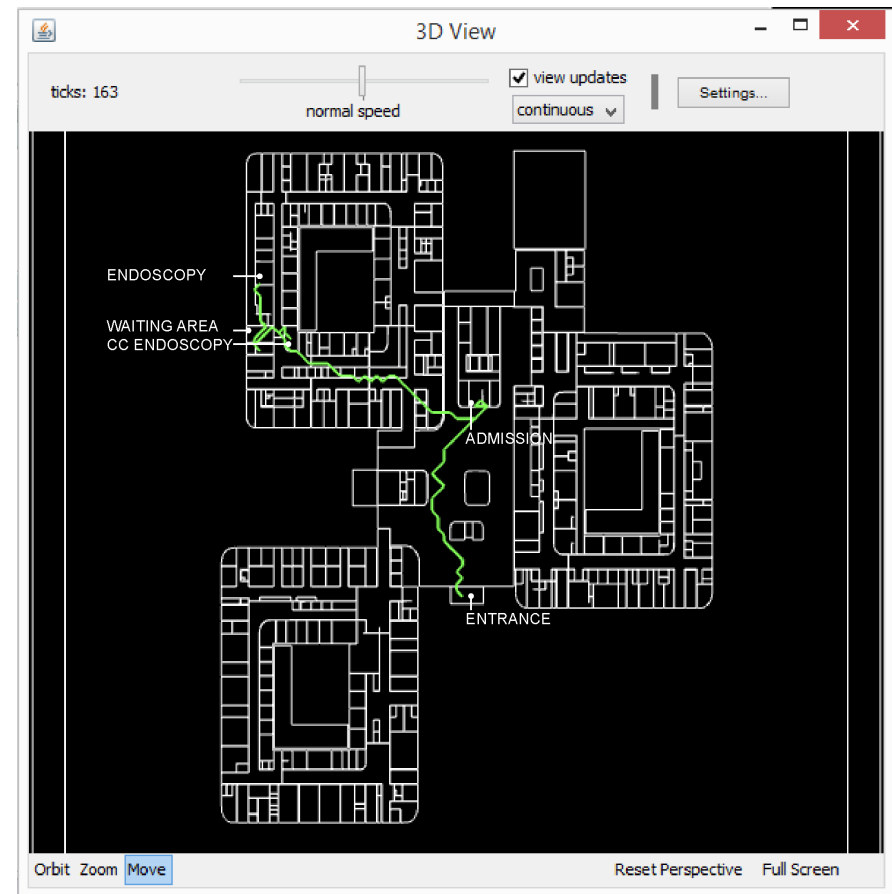 3D View
ticks: 163
normal speed
view updates
continuous
Settings...
ENDOSCOPY
WAITING AREA
CC ENDOSCOPY
ADMISSION
ENTRANCE
Orbit Zoom Move
Reset Perspective Full Screen